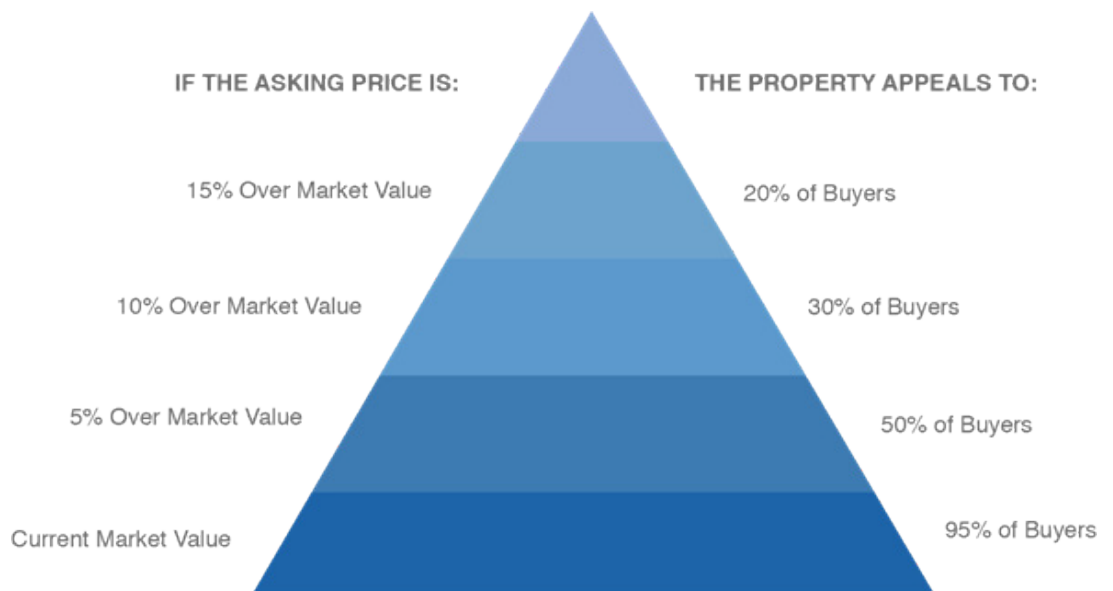 IF THE ASKING PRICE IS:
THE PROPERTY APPEALS TO:
15% Over Market Value
20% of Buyers
10% Over Market Value
30% of Buyers
5% Over Market Value
50% of Buyers
Current Market Value
95% of Buyers